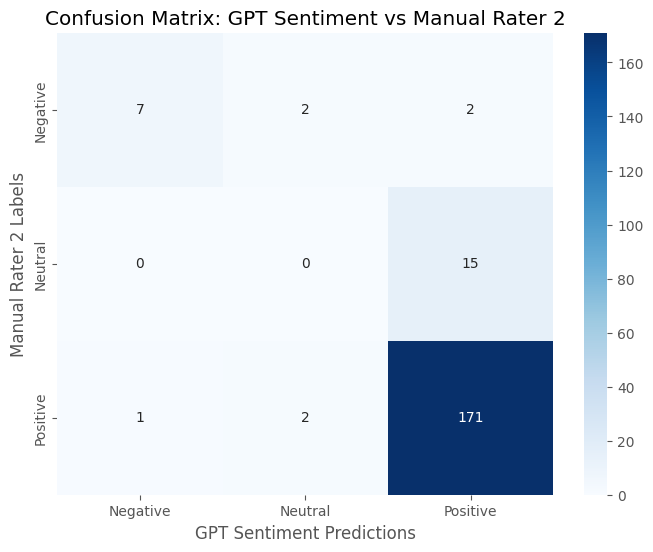 Confusion Matrix: GPT Sentiment vs Manual Rater 2
Manual Rater 2 Labels
Negative
7 2 2
Neutral
0 0 15
Positive
1 2 171
Negative Neutral Positive
GPT Sentiment Predictions
160
140
120
100
80
60
40
20
0